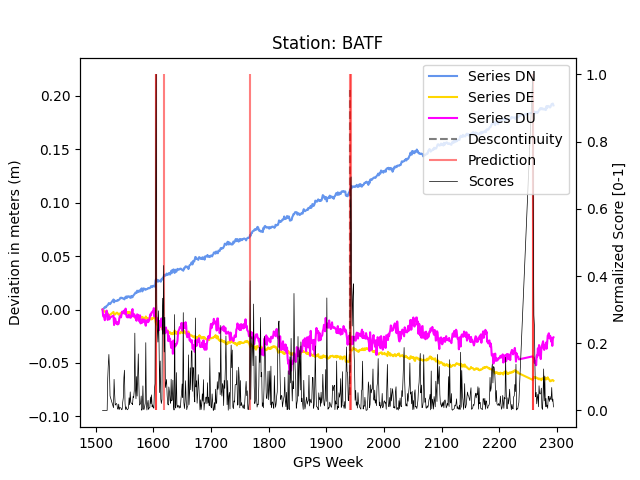 Station: BATF
Deviation in meters (m)
0.20
0.15
0.10
0.05
0.00
−0.05
−0.10
1500
1600
1700
1800
1900
2000
2100
2200
2300
GPS Week
1.0
0.8
0.6
0.4
0.2
0.0
Normalized Score [0-1]
Series DN
Series DE
Series DU
Descontinuity
Prediction
Scores